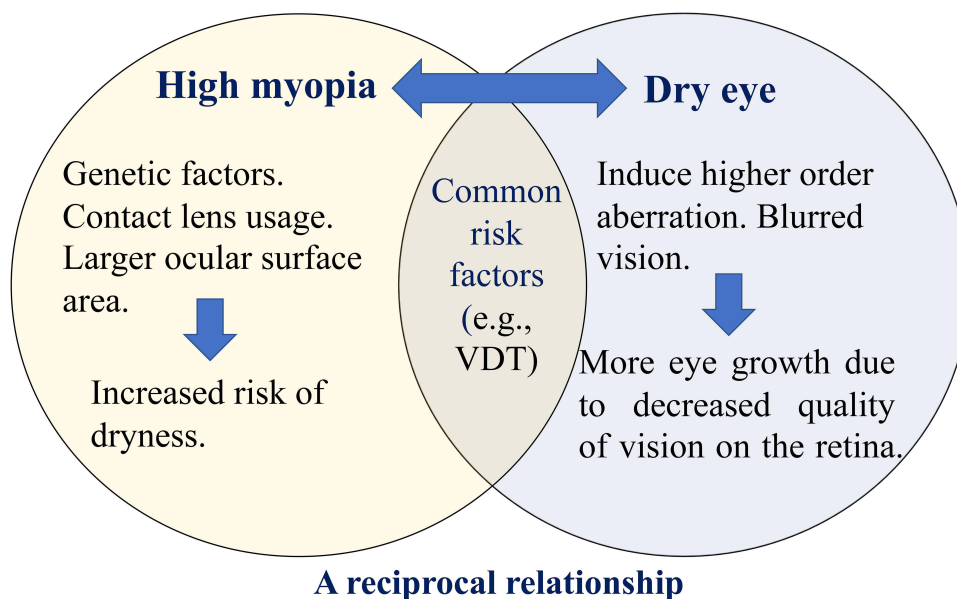 High myopia
Dry eye
Genetic factors.
Contact lens usage.
Larger ocular surface
area.
Increased risk of
dryness.
Common
risk
factors
(e.g.,
VDT)
Induce higher order
aberration. Blurred
vision.
More eye growth due
to decreased quality
of vision on the retina.
A reciprocal relationship